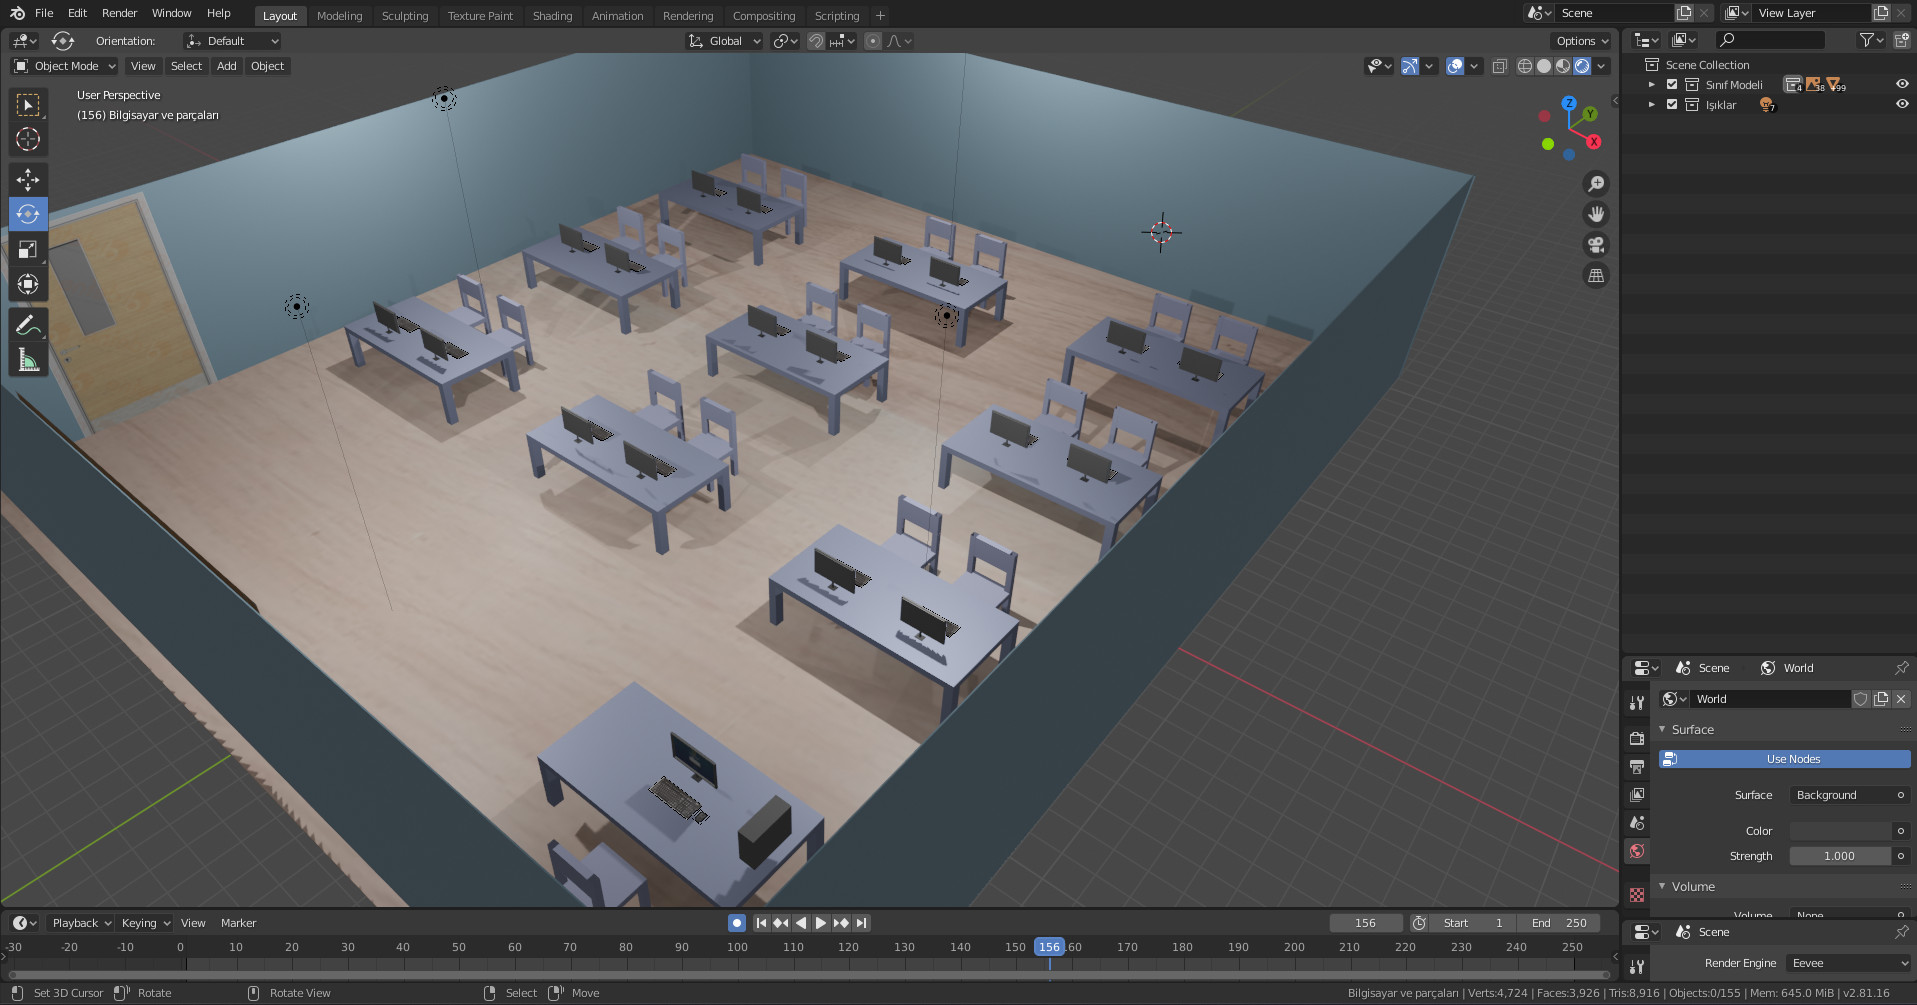 File Edit Render Window Help Layout Modeling Sculpting Texture Paint Shading Animation Rendering Compositing Scripting + Scene View Layer
Orientation: Default Global Options
Object Mode View Select Add Object
User Perspective
(156) Bilgisayar ve parçaları
Z
Y
X
Scene Collection
Sınıf Modeli 4 38 99
Işıklar 7
Scene World
World
Surface
Use Nodes
Surface Background
Color
Strength 1.000
Volume
Volume None
Playback Keying View Marker 156 Start 1 End 250
-30 -20 -10 0 10 20 30 40 50 60 70 80 90 100 110 120 130 140 150 156 160 170 180 190 200 210 220 230 240 250
Scene
Render Engine Eevee
Set 3D Cursor Rotate Rotate View Select Move Bilgisayar ve parçaları | Verts:4,724 | Faces:3,926 | Tris:8,916 | Objects:0/155 | Mem: 645.0 MiB | v2.81.16